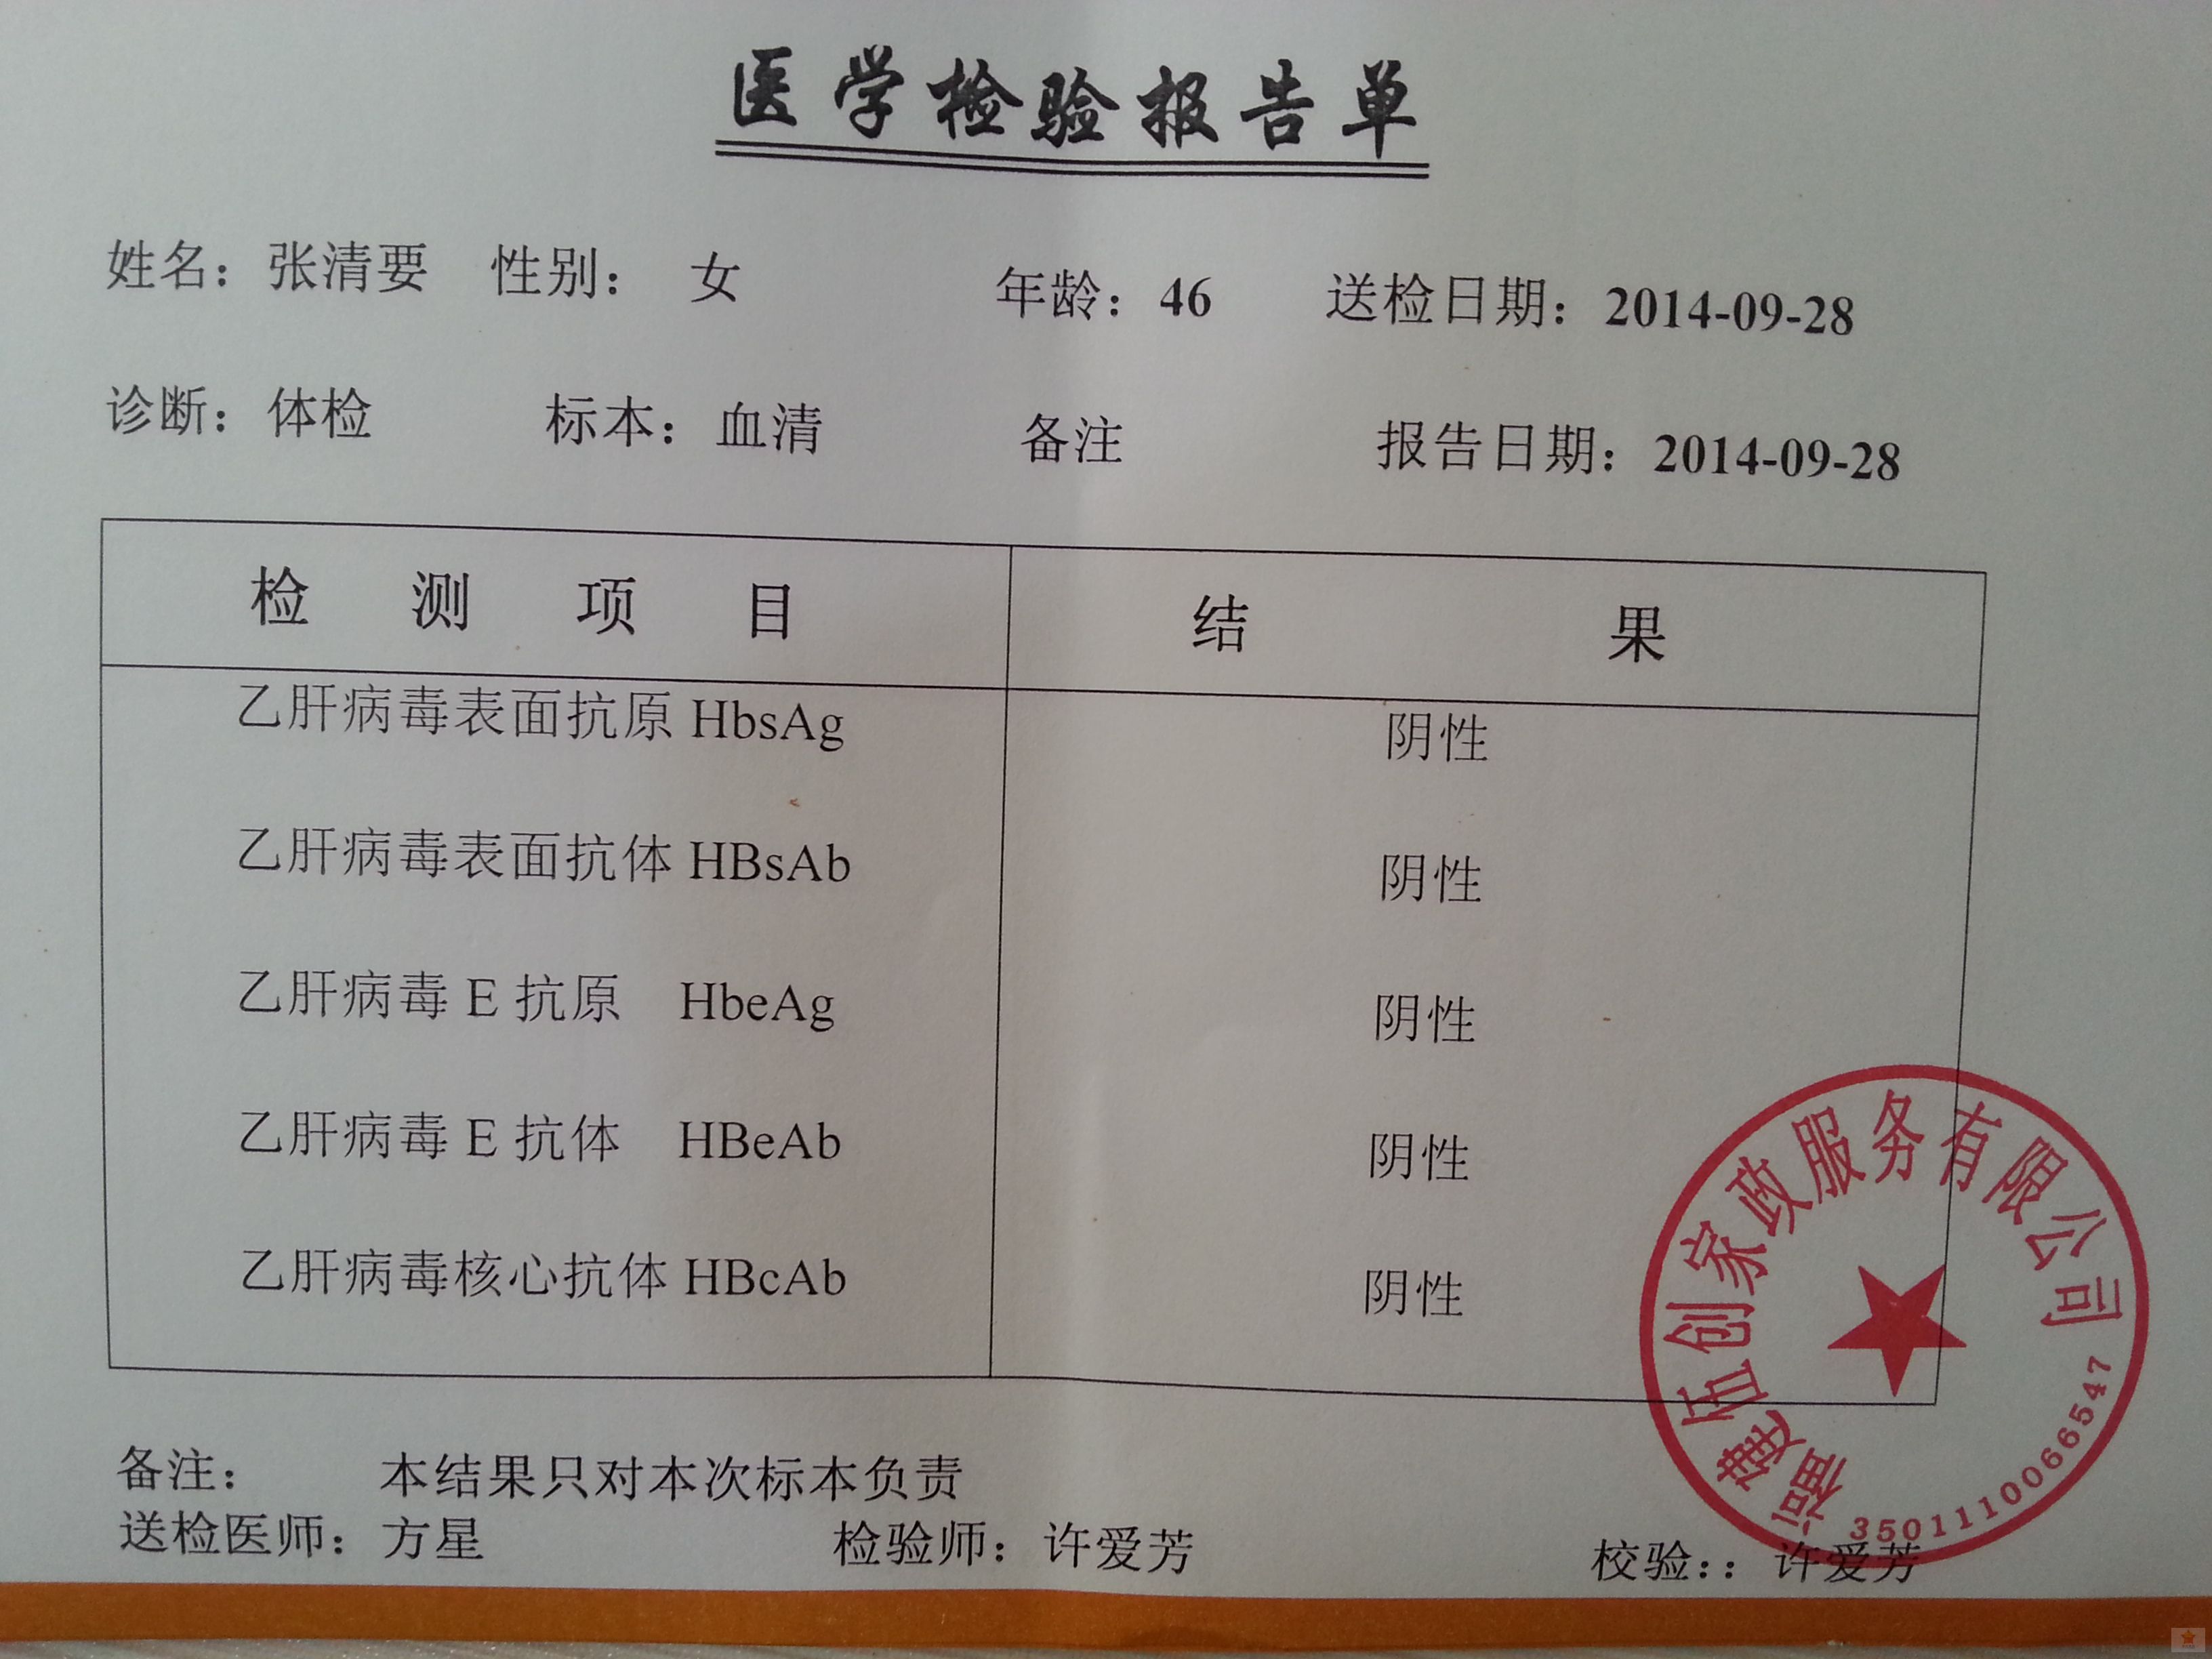 医学检验报告单
姓名：张清要 性别： 女 年龄：46 送检日期：2014-09-28
诊断：体检 标本：血清 备注 报告日期：2014-09-28
检 测 项 目 结 果
乙肝病毒表面抗原 HbsAg 阴性
乙肝病毒表面抗体 HBsAb 阴性
乙肝病毒 E 抗原 HbeAg 阴性
乙肝病毒 E 抗体 HBeAb 阴性
乙肝病毒核心抗体 HBcAb 阴性
福建伍创家政服务有限公司
3501110066547
备注： 本结果只对本次标本负责
送检医师：方星 检验师：许爱芳 校验：：许爱芳